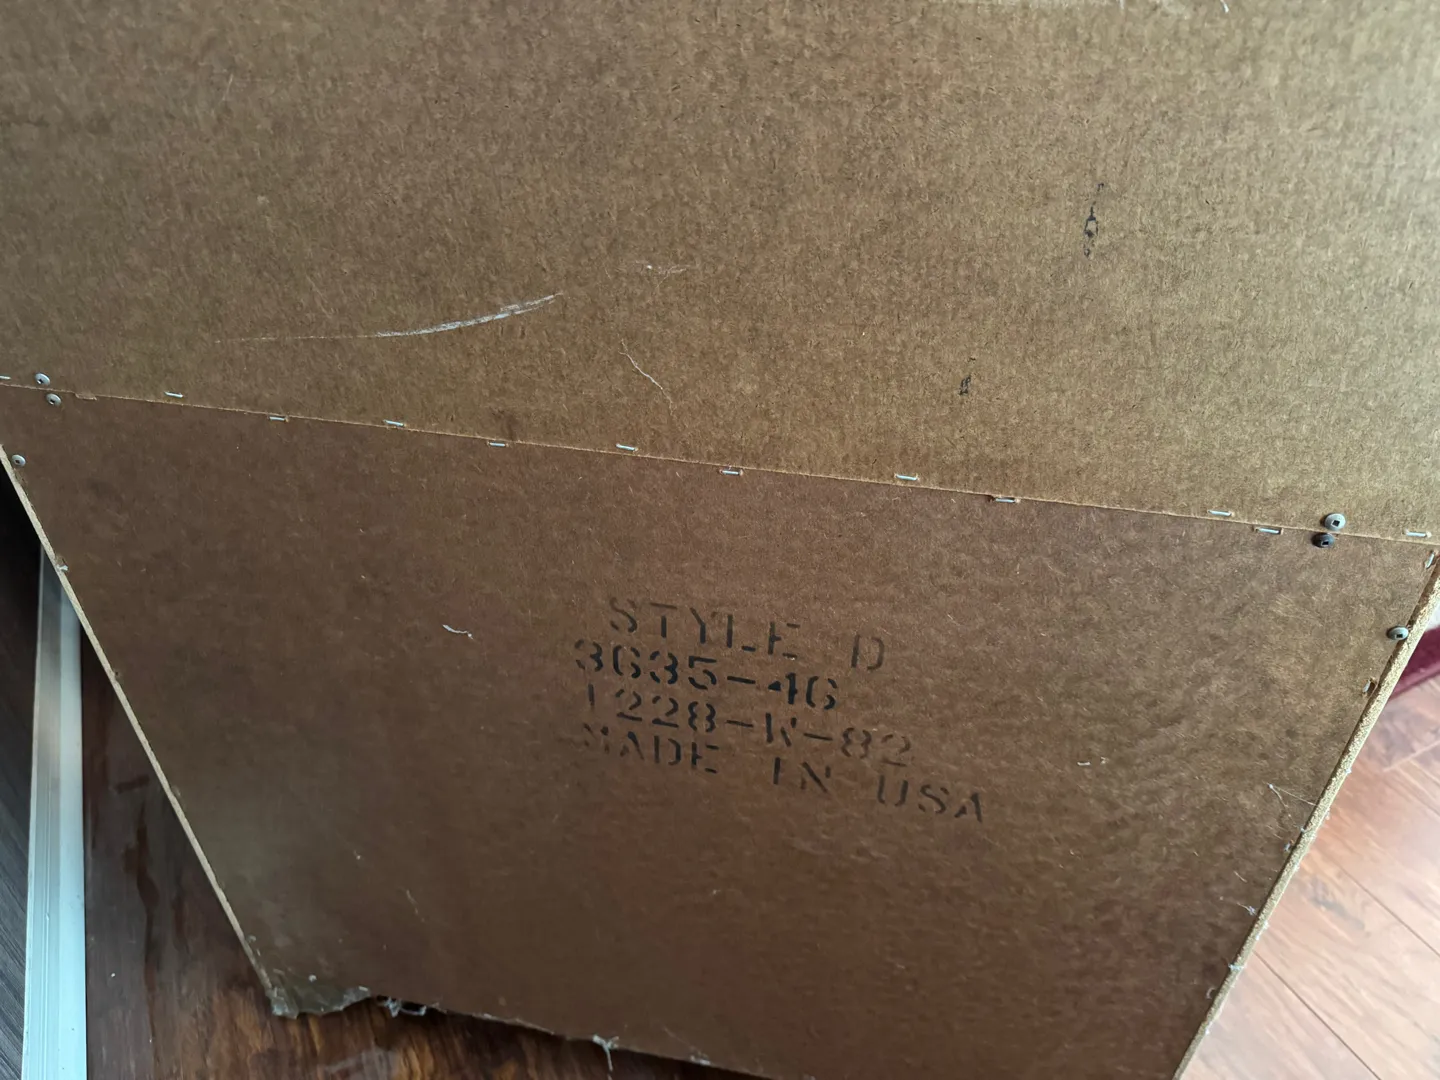 STYLE D
3635-46
1228-W-82
MADE IN USA